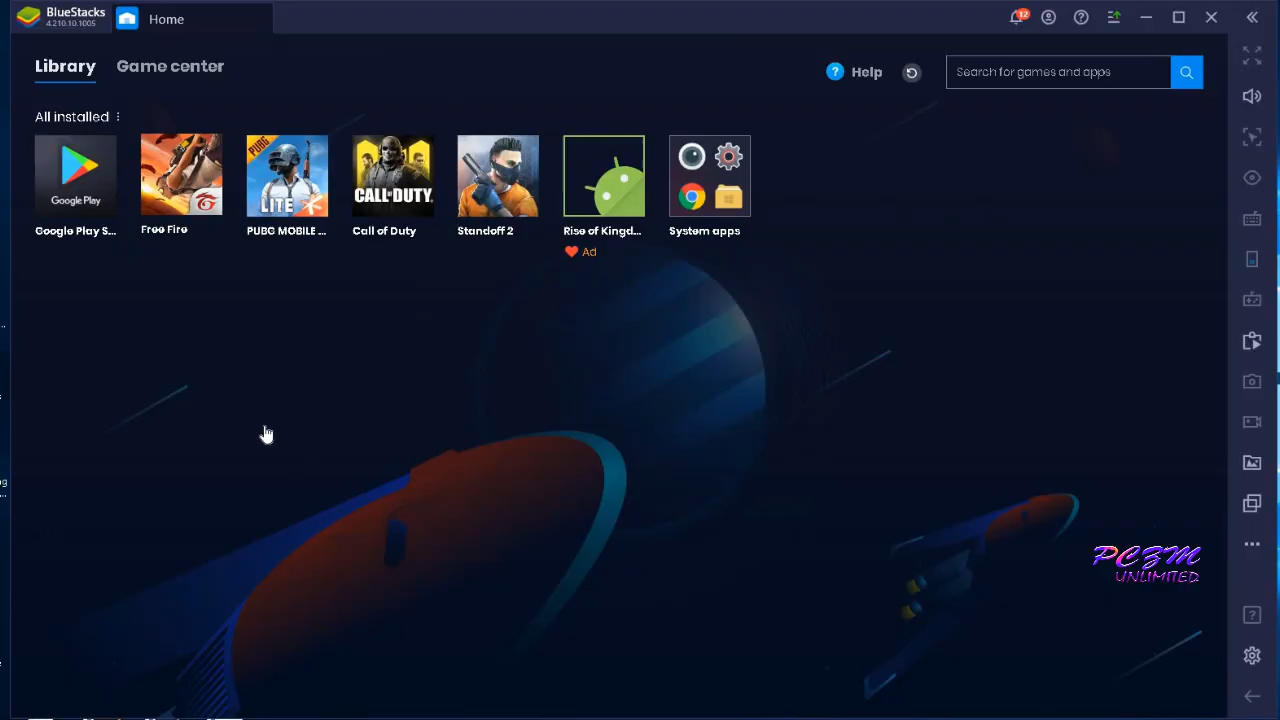 BlueStacks
4.210.10.1005
Home
12
Library
Game center
Help
Search for games and apps
All installed
Google Play
PUBG
LITE
CALL OF DUTY
Google Play S...
Free Fire
PUBG MOBILE ...
Call of Duty
Standoff 2
Rise of Kingd...
System apps
Ad
PCZM
UNLIMITED